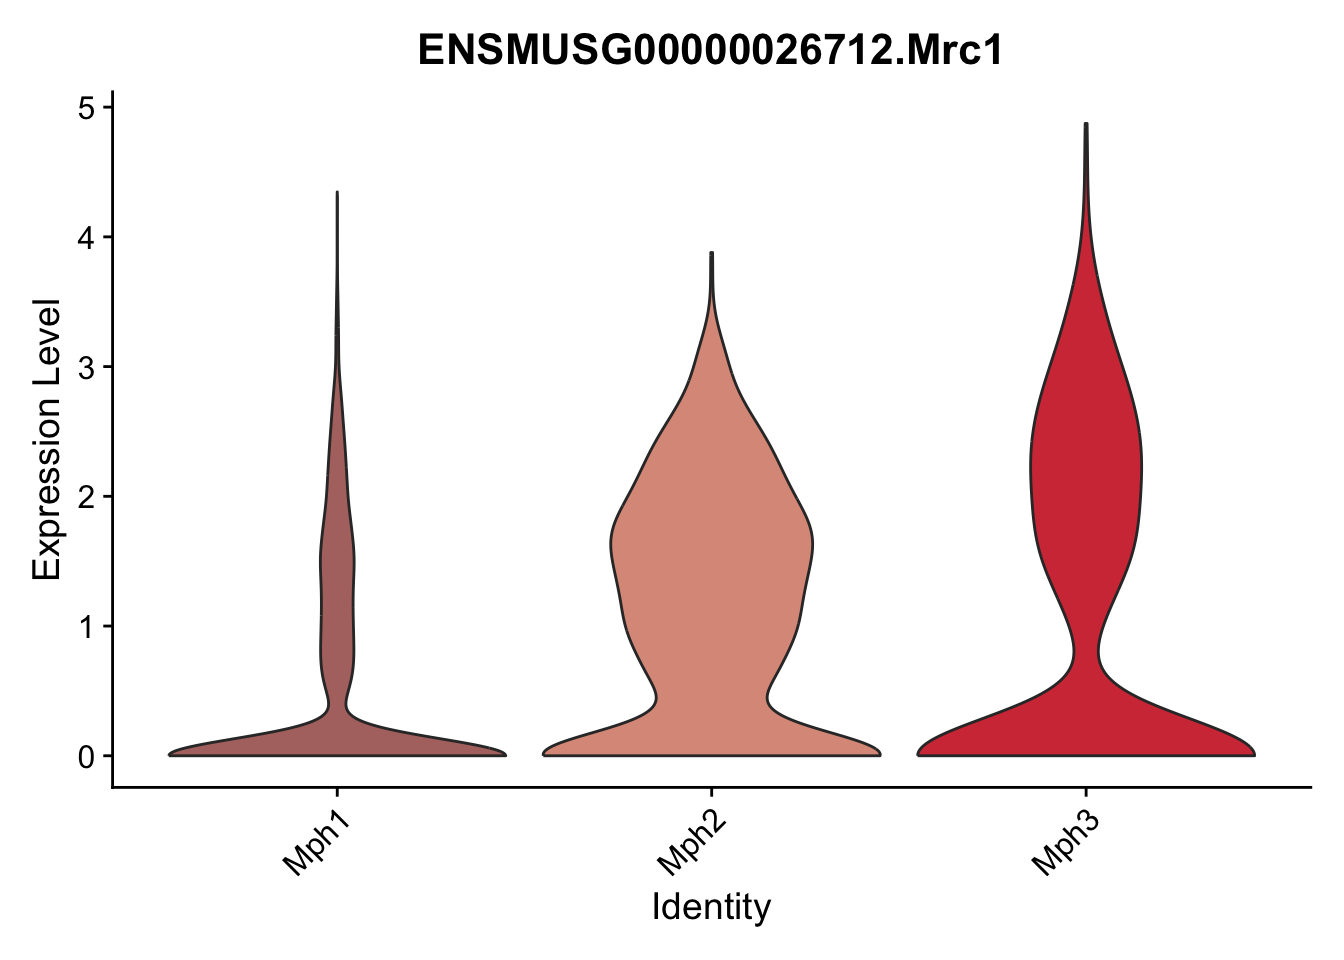 ENSMUSG00000026712.Mrc1
Expression Level
5
4
3
2
1
0
Mph1
Mph2
Mph3
Identity